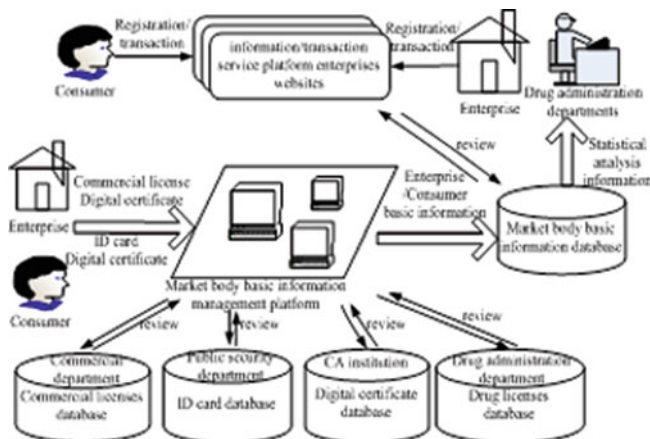 Registration/
transaction
Consumer
information/transaction
service platform enterprises
websites
Registration/
transaction
Enterprise
Drug administration
departments
review
Statistical
analysis
information
Enterprise
Commercial license
Digital certificate
ID card
Digital certificate
Consumer
Enterprise
/Consumer
basic information
Market body basic
information database
Market body basic information
management platform
review
review
review
review
Commercial
department
Commercial licenses
database
Public security
department
ID card database
CA institution
Digital certificate
database
Drug administration
department
Drug licenses
database